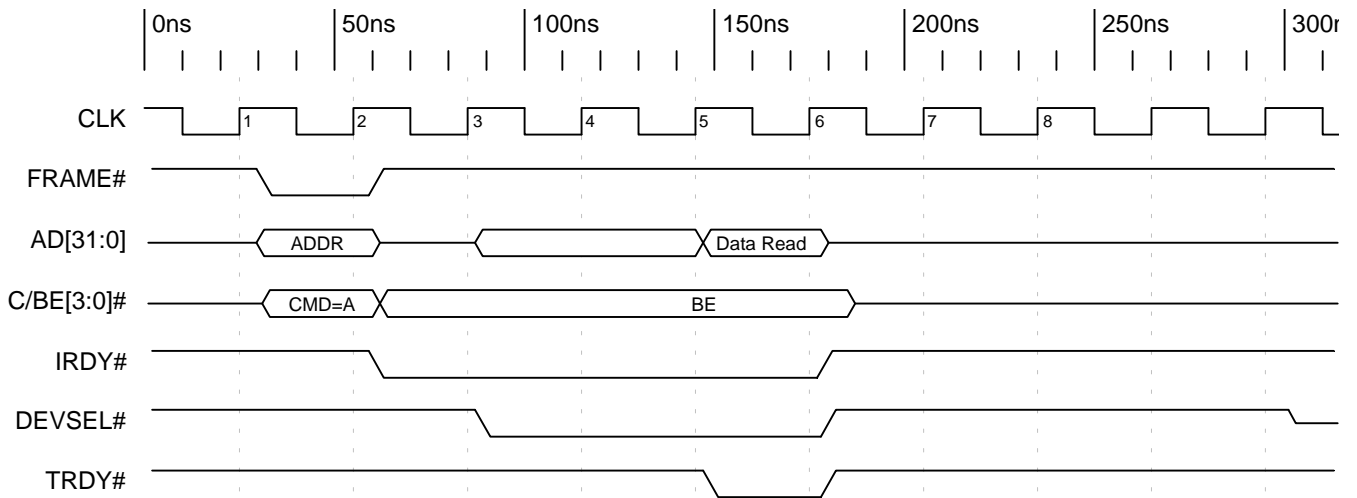 0ns 50ns 100ns 150ns 200ns 250ns 300n
CLK 1 2 3 4 5 6 7 8
FRAME#
AD[31:0] ADDR Data Read
C/BE[3:0]# CMD=A BE
IRDY#
DEVSEL#
TRDY#